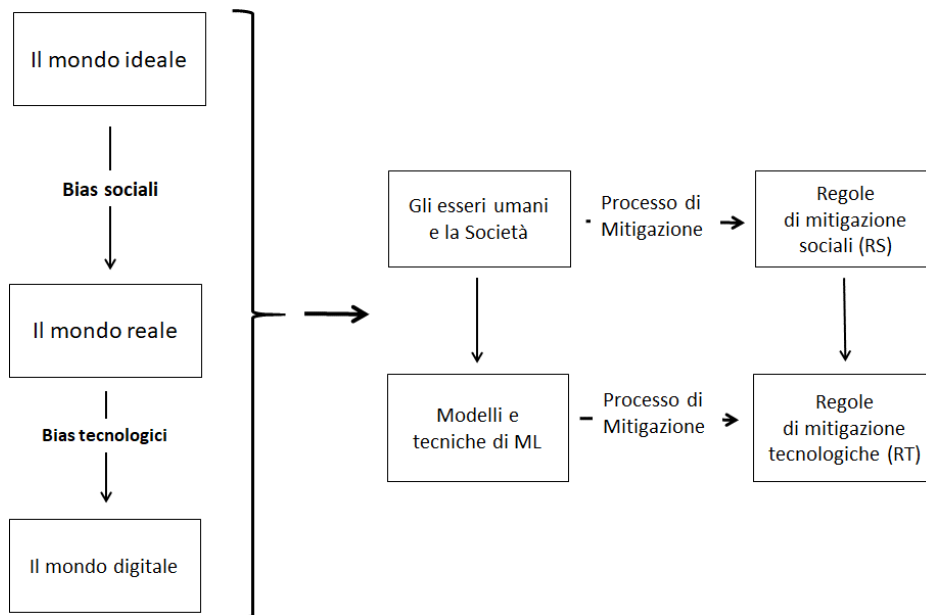 Il mondo ideale
Bias sociali
Il mondo reale
Bias tecnologici
Il mondo digitale
Gli esseri umani
e la Società
Processo di
Mitigazione
Regole
di mitigazione
sociali (RS)
Modelli e
tecniche di ML
Processo di
Mitigazione
Regole
di mitigazione
tecnologiche (RT)